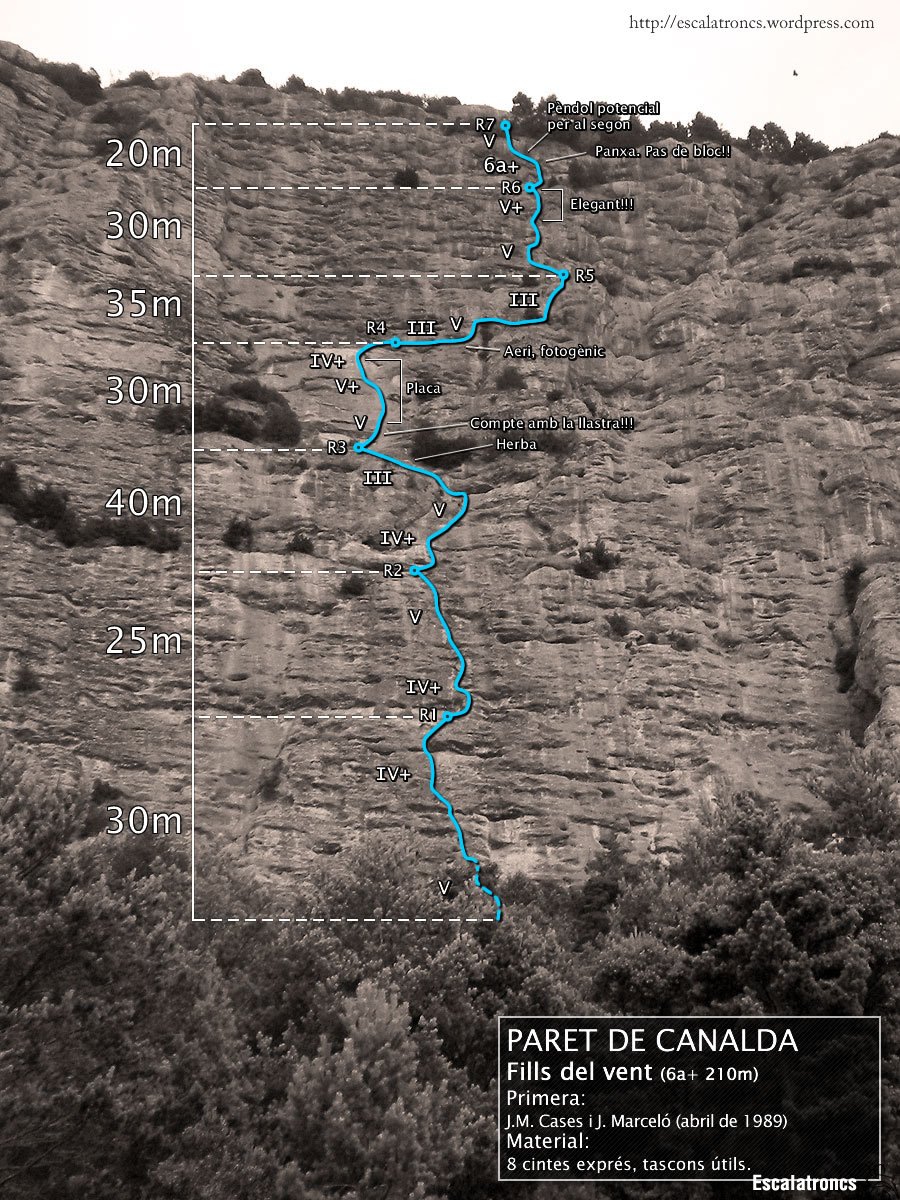 http://escalatroncs.wordpress.com
Pèndol potencial
per al segon
R7
V
20m
Panxa. Pas de bloc!!
6a+
R6
V+
Elegant!!!
30m
V
R5
III
35m
R4
III
V
Aeri, fotogènic
IV+
30m
V+
Placa
V
Compte amb la llastra!!!
R3
Herba
III
40m
V
IV+
R2
V
25m
IV+
R1
IV+
30m
V
PARET DE CANALDA
Fills del vent (6a+ 210m)
Primera:
J.M. Cases i J. Marceló (abril de 1989)
Material:
8 cintes exprés, tascons útils.
Escalatroncs